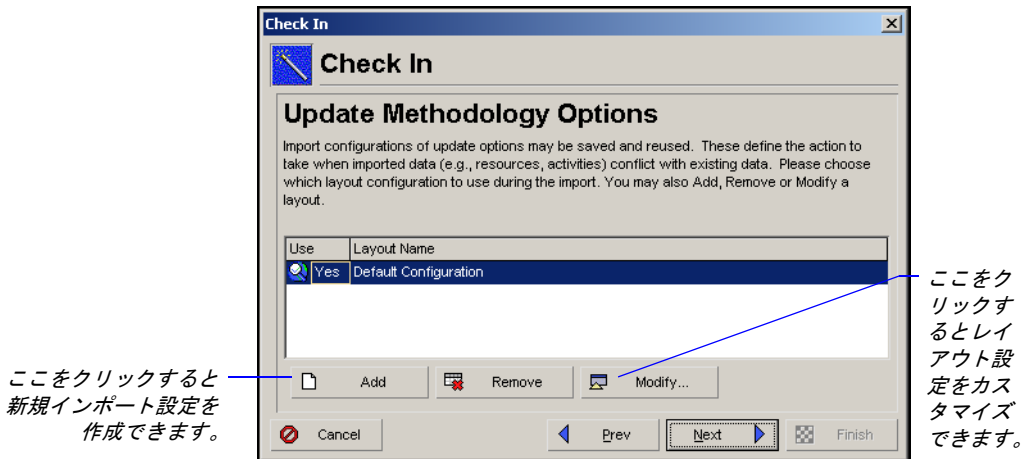 Check In
Check In
Update Methodology Options
Import configurations of update options may be saved and reused. These define the action to
take when imported data (e.g., resources, activities) conflict with existing data. Please choose
which layout configuration to use during the import. You may also Add, Remove or Modify a
layout.
Use Layout Name
Yes Default Configuration
Add Remove Modify...
Cancel Prev Next Finish
ここをクリックすると
新規インポート設定を
作成できます。
ここをク
リックす
るとレイ
アウト設
定をカス
タマイズ
できます。